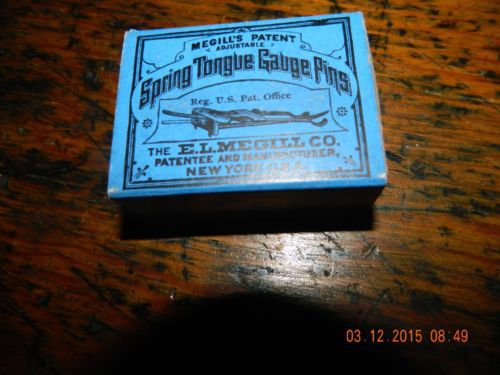 MEGILL'S PATENT
ADJUSTABLE
Spring Tongue Gauge Pins
Reg. U.S. Pat. Office
THE E.L. MEGILL CO.
PATENTEE AND MANUFACTURER,
NEW YORK U.S.A.
03.12.2015 08:49